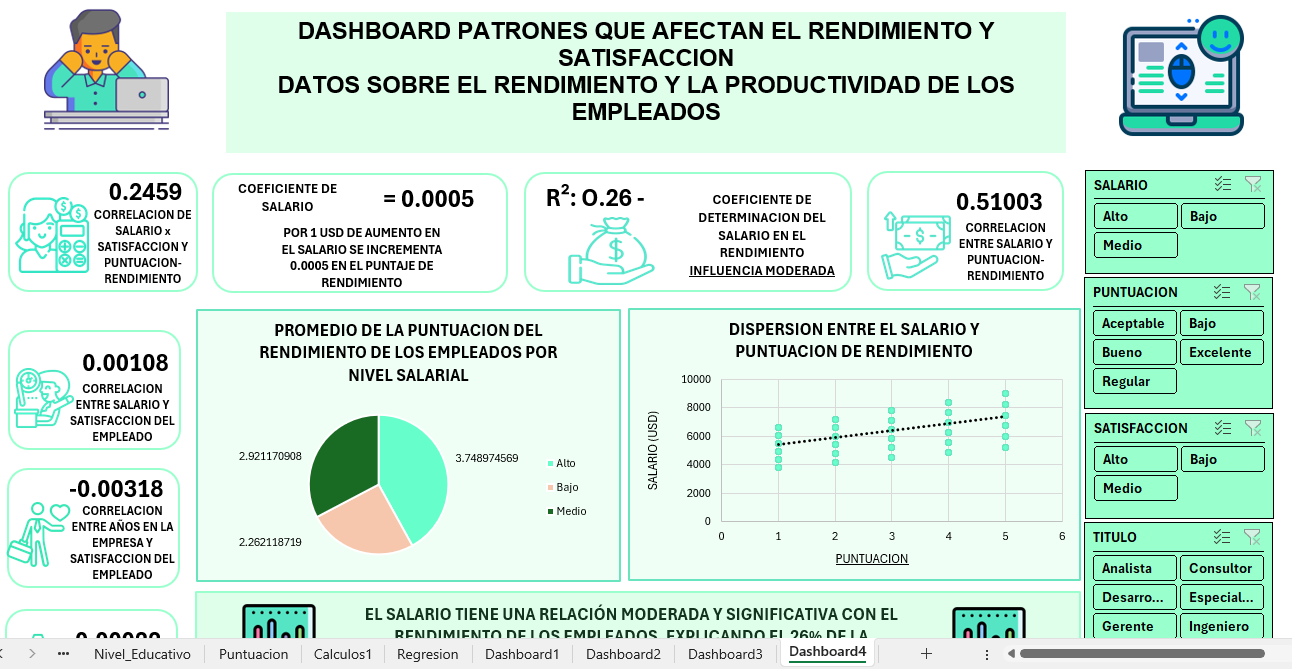 DASHBOARD PATRONES QUE AFECTAN EL RENDIMIENTO Y
SATISFACCION
DATOS SOBRE EL RENDIMIENTO Y LA PRODUCTIVIDAD DE LOS
EMPLEADOS
0.2459
CORRELACION DE
SALARIO x
SATISFACCION Y
PUNTUACION-
RENDIMIENTO
COEFICIENTE DE
SALARIO
= 0.0005
POR 1 USD DE AUMENTO EN
EL SALARIO SE INCREMENTA
0.0005 EN EL PUNTAJE DE
RENDIMIENTO
R²: O.26 -
COEFICIENTE DE
DETERMINACION DEL
SALARIO EN EL
RENDIMIENTO
INFLUENCIA MODERADA
0.51003
CORRELACION
ENTRE SALARIO Y
PUNTUACION-
RENDIMIENTO
SALARIO
Alto
Bajo
Medio
PUNTUACION
Aceptable
Bajo
Bueno
Excelente
Regular
SATISFACCION
Alto
Bajo
Medio
TITULO
Analista
Consultor
Desarro...
Especial...
Gerente
Ingeniero
0.00108
CORRELACION
ENTRE SALARIO Y
SATISFACCION DEL
EMPLEADO
-0.00318
CORRELACION
ENTRE AÑOS EN LA
EMPRESA Y
SATISFACCION DEL
EMPLEADO
PROMEDIO DE LA PUNTUACION DEL
RENDIMIENTO DE LOS EMPLEADOS POR
NIVEL SALARIAL
2.921170908
3.748974569
2.262118719
Alto
Bajo
Medio
DISPERSION ENTRE EL SALARIO Y
PUNTUACION DE RENDIMIENTO
SALARIO (USD)
10000
8000
6000
4000
2000
0
0 1 2 3 4 5 6
PUNTUACION
EL SALARIO TIENE UNA RELACIÓN MODERADA Y SIGNIFICATIVA CON EL
RENDIMIENTO DE LOS EMPLEADOS, EXPLICANDO EL 26% DE LA
Nivel_Educativo
Puntuacion
Calculos1
Regresion
Dashboard1
Dashboard2
Dashboard3
Dashboard4